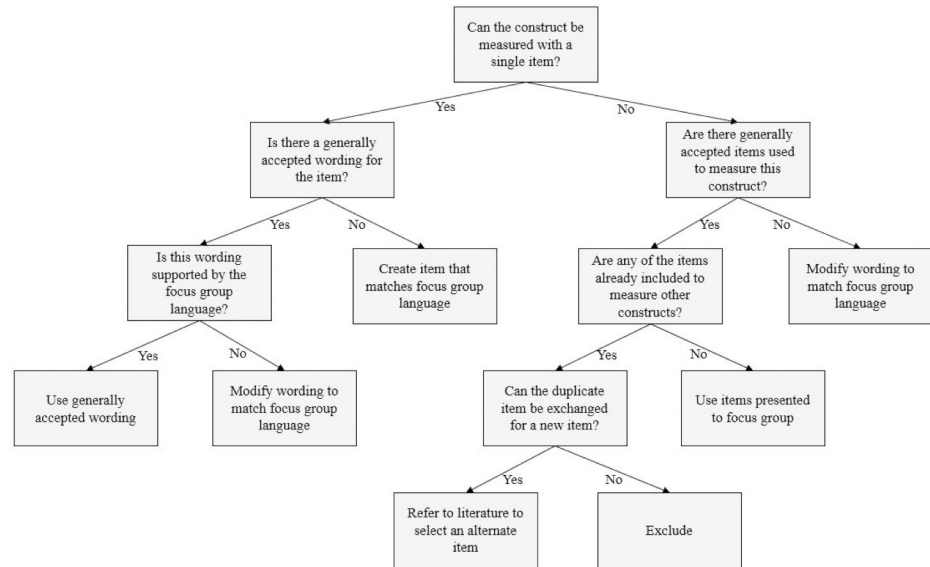 Can the construct be
measured with a
single item?
Yes
No
Is there a generally
accepted wording for
the item?
Are there generally
accepted items used
to measure this
construct?
Yes
No
Yes
No
Is this wording
supported by the
focus group
language?
Create item that
matches focus group
language
Are any of the items
already included to
measure other
constructs?
Modify wording to
match focus group
language
Yes
No
Yes
No
Use generally
accepted wording
Modify wording to
match focus group
language
Can the duplicate
item be exchanged
for a new item?
Use items presented
to focus group
Yes
No
Refer to literature to
select an alternate
item
Exclude